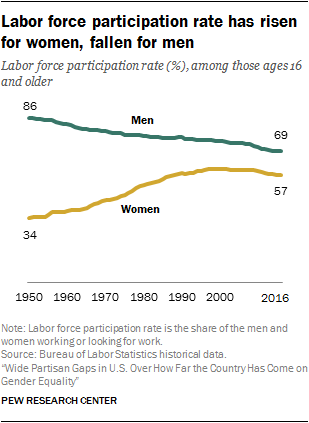 Labor force participation rate has risen
for women, fallen for men
Labor force participation rate (%), among those ages 16
and older
86
Men
69
57
Women
34
1950 1960 1970 1980 1990 2000 2016
Note: Labor force participation rate is the share of the men and
women working or looking for work.
Source: Bureau of Labor Statistics historical data.
“Wide Partisan Gaps in U.S. Over How Far the Country Has Come on
Gender Equality”
PEW RESEARCH CENTER